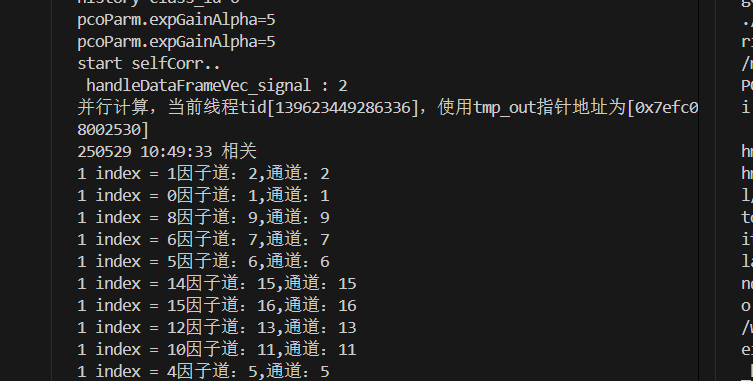 pcoParm.expGainAlpha=5
pcoParm.expGainAlpha=5
start selfCorr..
handleDataFrameVec_signal : 2
并行计算，当前线程tid[139623449286336]，使用tmp_out指针地址为[0x7efc0
8002530]
250529 10:49:33 相关
1 index = 1因子道：2,通道：2
1 index = 0因子道：1,通道：1
1 index = 8因子道：9,通道：9
1 index = 6因子道：7,通道：7
1 index = 5因子道：6,通道：6
1 index = 14因子道：15,通道：15
1 index = 15因子道：16,通道：16
1 index = 12因子道：13,通道：13
1 index = 10因子道：11,通道：11
1 index = 4因子道：5,通道：5